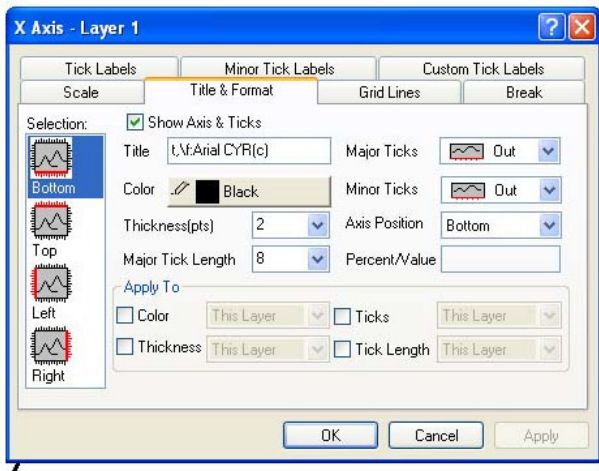 X Axis - Layer 1
Tick Labels Minor Tick Labels Custom Tick Labels
Scale Title & Format Grid Lines Break
Selection:
Bottom
Top
Left
Right
Show Axis & Ticks
Title t,\f:Arial CYR(c) Major Ticks Out
Color Black Minor Ticks Out
Thickness(pts) 2 Axis Position Bottom
Major Tick Length 8 Percent/Value
Apply To
Color This Layer Ticks This Layer
Thickness This Layer Tick Length This Layer
OK Cancel Apply